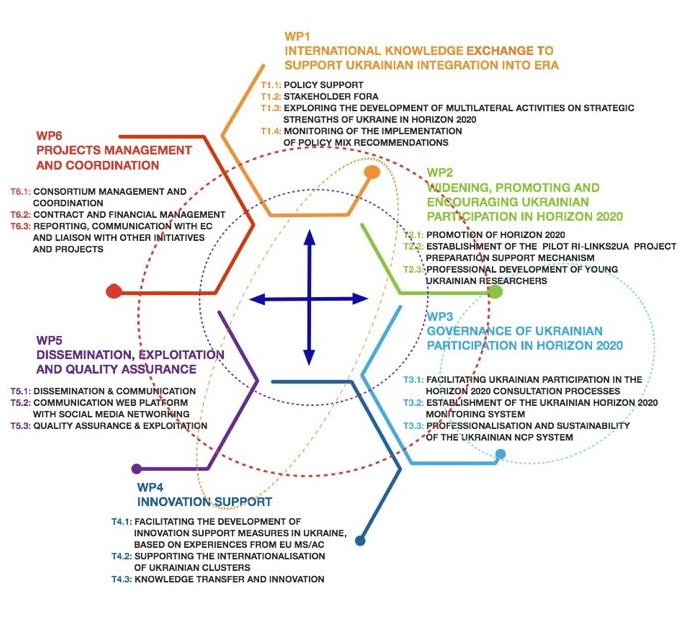 WP1
INTERNATIONAL KNOWLEDGE EXCHANGE TO
SUPPORT UKRAINIAN INTEGRATION INTO ERA
T1.1: POLICY SUPPORT
T1.2: STAKEHOLDER FORA
T1.3: EXPLORING THE DEVELOPMENT OF MULTILATERAL ACTIVITIES ON STRATEGIC
STRENGTHS OF UKRAINE IN HORIZON 2020
T1.4: MONITORING OF THE IMPLEMENTATION
OF POLICY MIX RECOMMENDATIONS
WP6
PROJECTS MANAGEMENT
AND COORDINATION
T6.1: CONSORTIUM MANAGEMENT AND
COORDINATION
T6.2: CONTRACT AND FINANCIAL MANAGEMENT
T6.3: REPORTING, COMMUNICATION WITH EC
AND LIAISON WITH OTHER INITIATIVES
AND PROJECTS
WP2
WIDENING, PROMOTING AND
ENCOURAGING UKRAINIAN
PARTICIPATION IN HORIZON 2020
T2.1: PROMOTION OF HORIZON 2020
T2.2: ESTABLISHMENT OF THE PILOT RI-LINKS2UA PROJECT
PREPARATION SUPPORT MECHANISM
T2.3: PROFESSIONAL DEVELOPMENT OF YOUNG
UKRAINIAN RESEARCHERS
WP3
GOVERNANCE OF UKRAINIAN
PARTICIPATION IN HORIZON 2020
T3.1: FACILITATING UKRAINIAN PARTICIPATION IN THE
HORIZON 2020 CONSULTATION PROCESSES
T3.2: ESTABLISHMENT OF THE UKRAINIAN HORIZON 2020
MONITORING SYSTEM
T3.3: PROFESSIONALISATION AND SUSTAINABILITY
OF THE UKRAINIAN NCP SYSTEM
WP5
DISSEMINATION, EXPLOITATION
AND QUALITY ASSURANCE
T5.1: DISSEMINATION & COMMUNICATION
T5.2: COMMUNICATION WEB PLATFORM
WITH SOCIAL MEDIA NETWORKING
T5.3: QUALITY ASSURANCE & EXPLOITATION
WP4
INNOVATION SUPPORT
T4.1: FACILITATING THE DEVELOPMENT OF
INNOVATION SUPPORT MEASURES IN UKRAINE,
BASED ON EXPERIENCES FROM EU MS/AC
T4.2: SUPPORTING THE INTERNATIONALISATION
OF UKRAINIAN CLUSTERS
T4.3: KNOWLEDGE TRANSFER AND INNOVATION